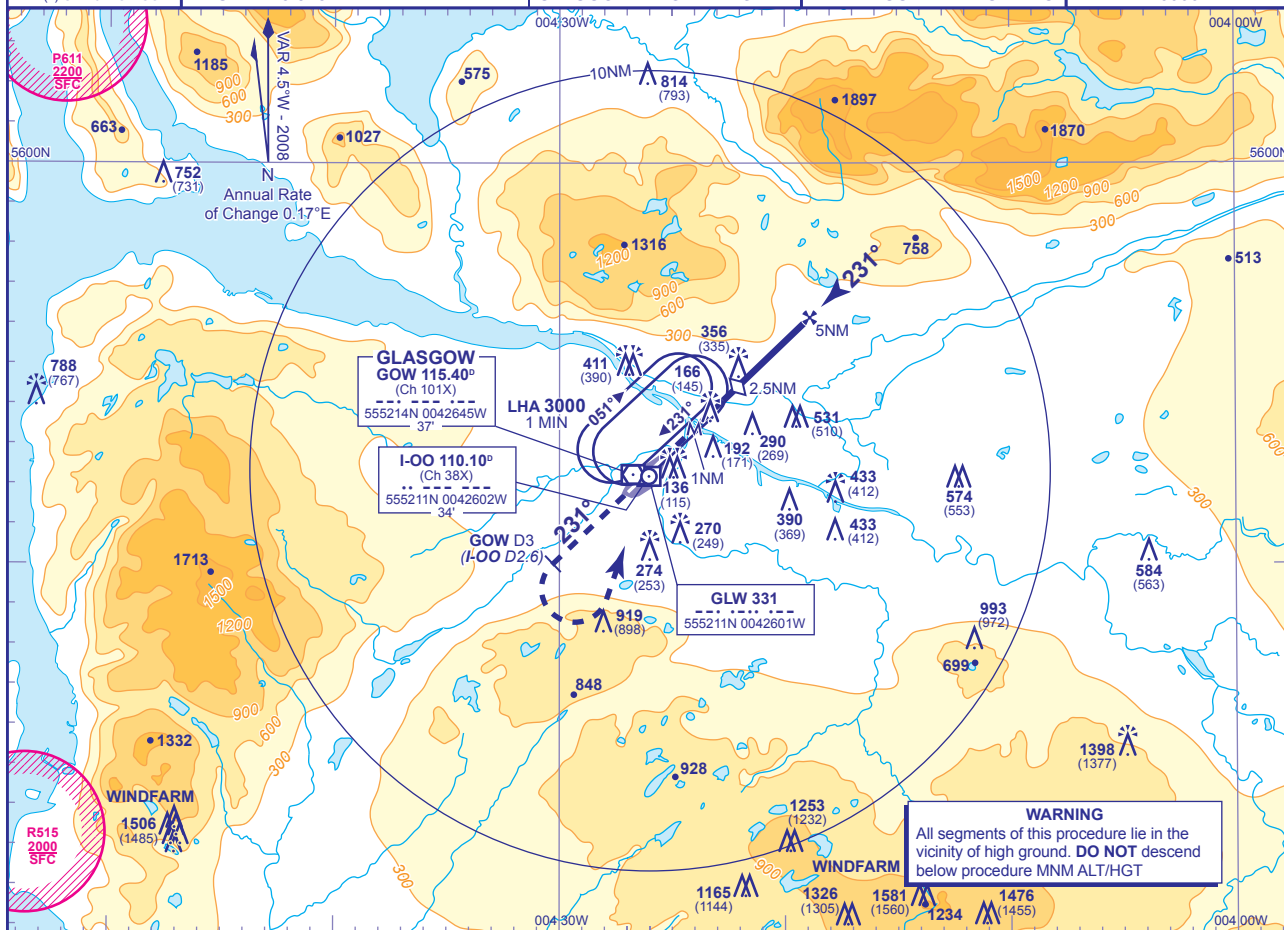 004 30'W
004 00'W
P611
2200
SFC
1185
900
600
300
663
752
(731)
VAR 4.5°W - 2008
N
Annual Rate
of Change 0.17°E
1027
575
10NM
814
(793)
1897
1870
1500
1200
900
600
300
5600N
5600N
1316
1200
900
600
300
758
513
231°
5NM
788
(767)
GLASGOW
GOW 115.40ᴰ
(Ch 101X)
--. --- .--
555214N 0042645W
37'
I-OO 110.10ᴰ
(Ch 38X)
.. --- ---
555211N 0042602W
34'
LHA 3000
1 MIN
051°
231°
411
(390)
356
(335)
166
(145)
2.5NM
531
(510)
290
(269)
192
(171)
1NM
136
(115)
433
(412)
574
(553)
390
(369)
433
(412)
270
(249)
274
(253)
231°
GOW D3
(I-OO D2.6)
GLW 331
--. .-.. .--
555211N 0042601W
584
(563)
300
919
(898)
993
(972)
699
1713
1500
1200
900
600
300
848
1332
928
1398
(1377)
WINDFARM
1506
(1485)
R515
2000
SFC
300
1253
(1232)
900
WINDFARM
1165
(1144)
1326
(1305)
1581
(1560)
1234
1476
(1455)
WARNING
All segments of this procedure lie in the
vicinity of high ground. DO NOT descend
below procedure MNM ALT/HGT
004 30'W
004 00'W